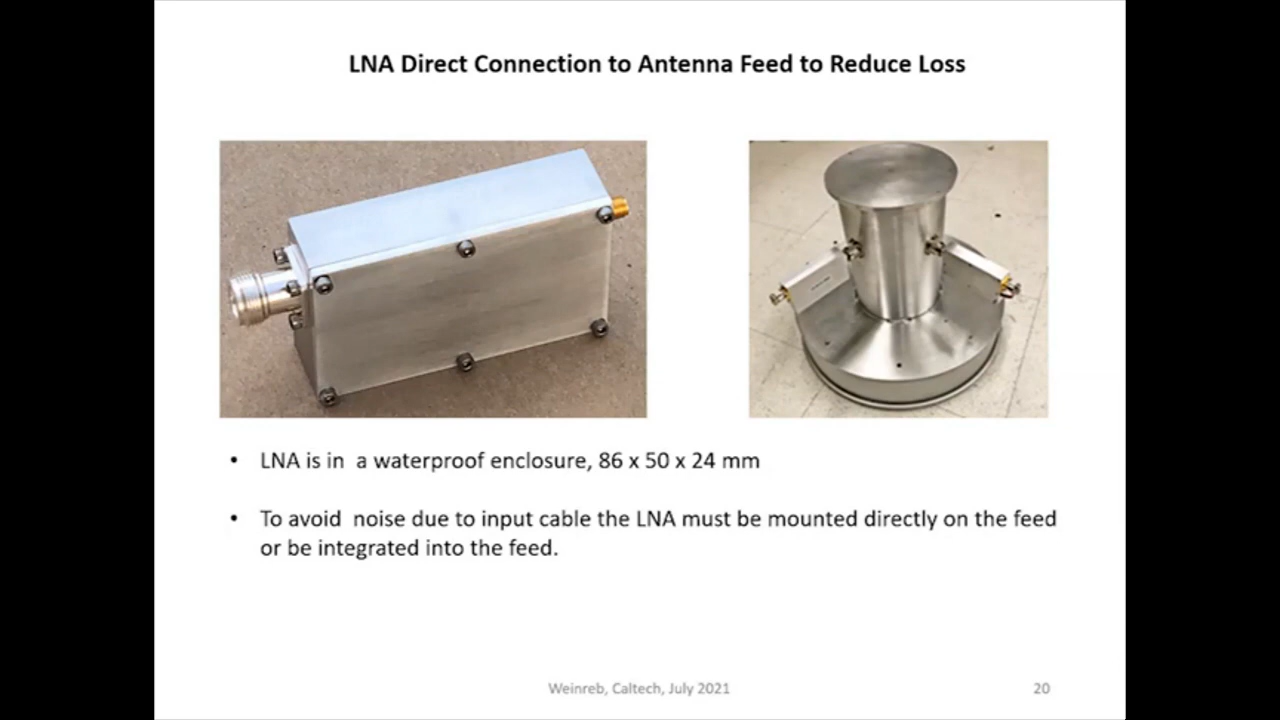 LNA Direct Connection to Antenna Feed to Reduce Loss
• LNA is in  a waterproof enclosure, 86 x 50 x 24 mm
• To avoid  noise due to input cable the LNA must be mounted directly on the feed
or be integrated into the feed.
Weinreb, Caltech, July 2021
20